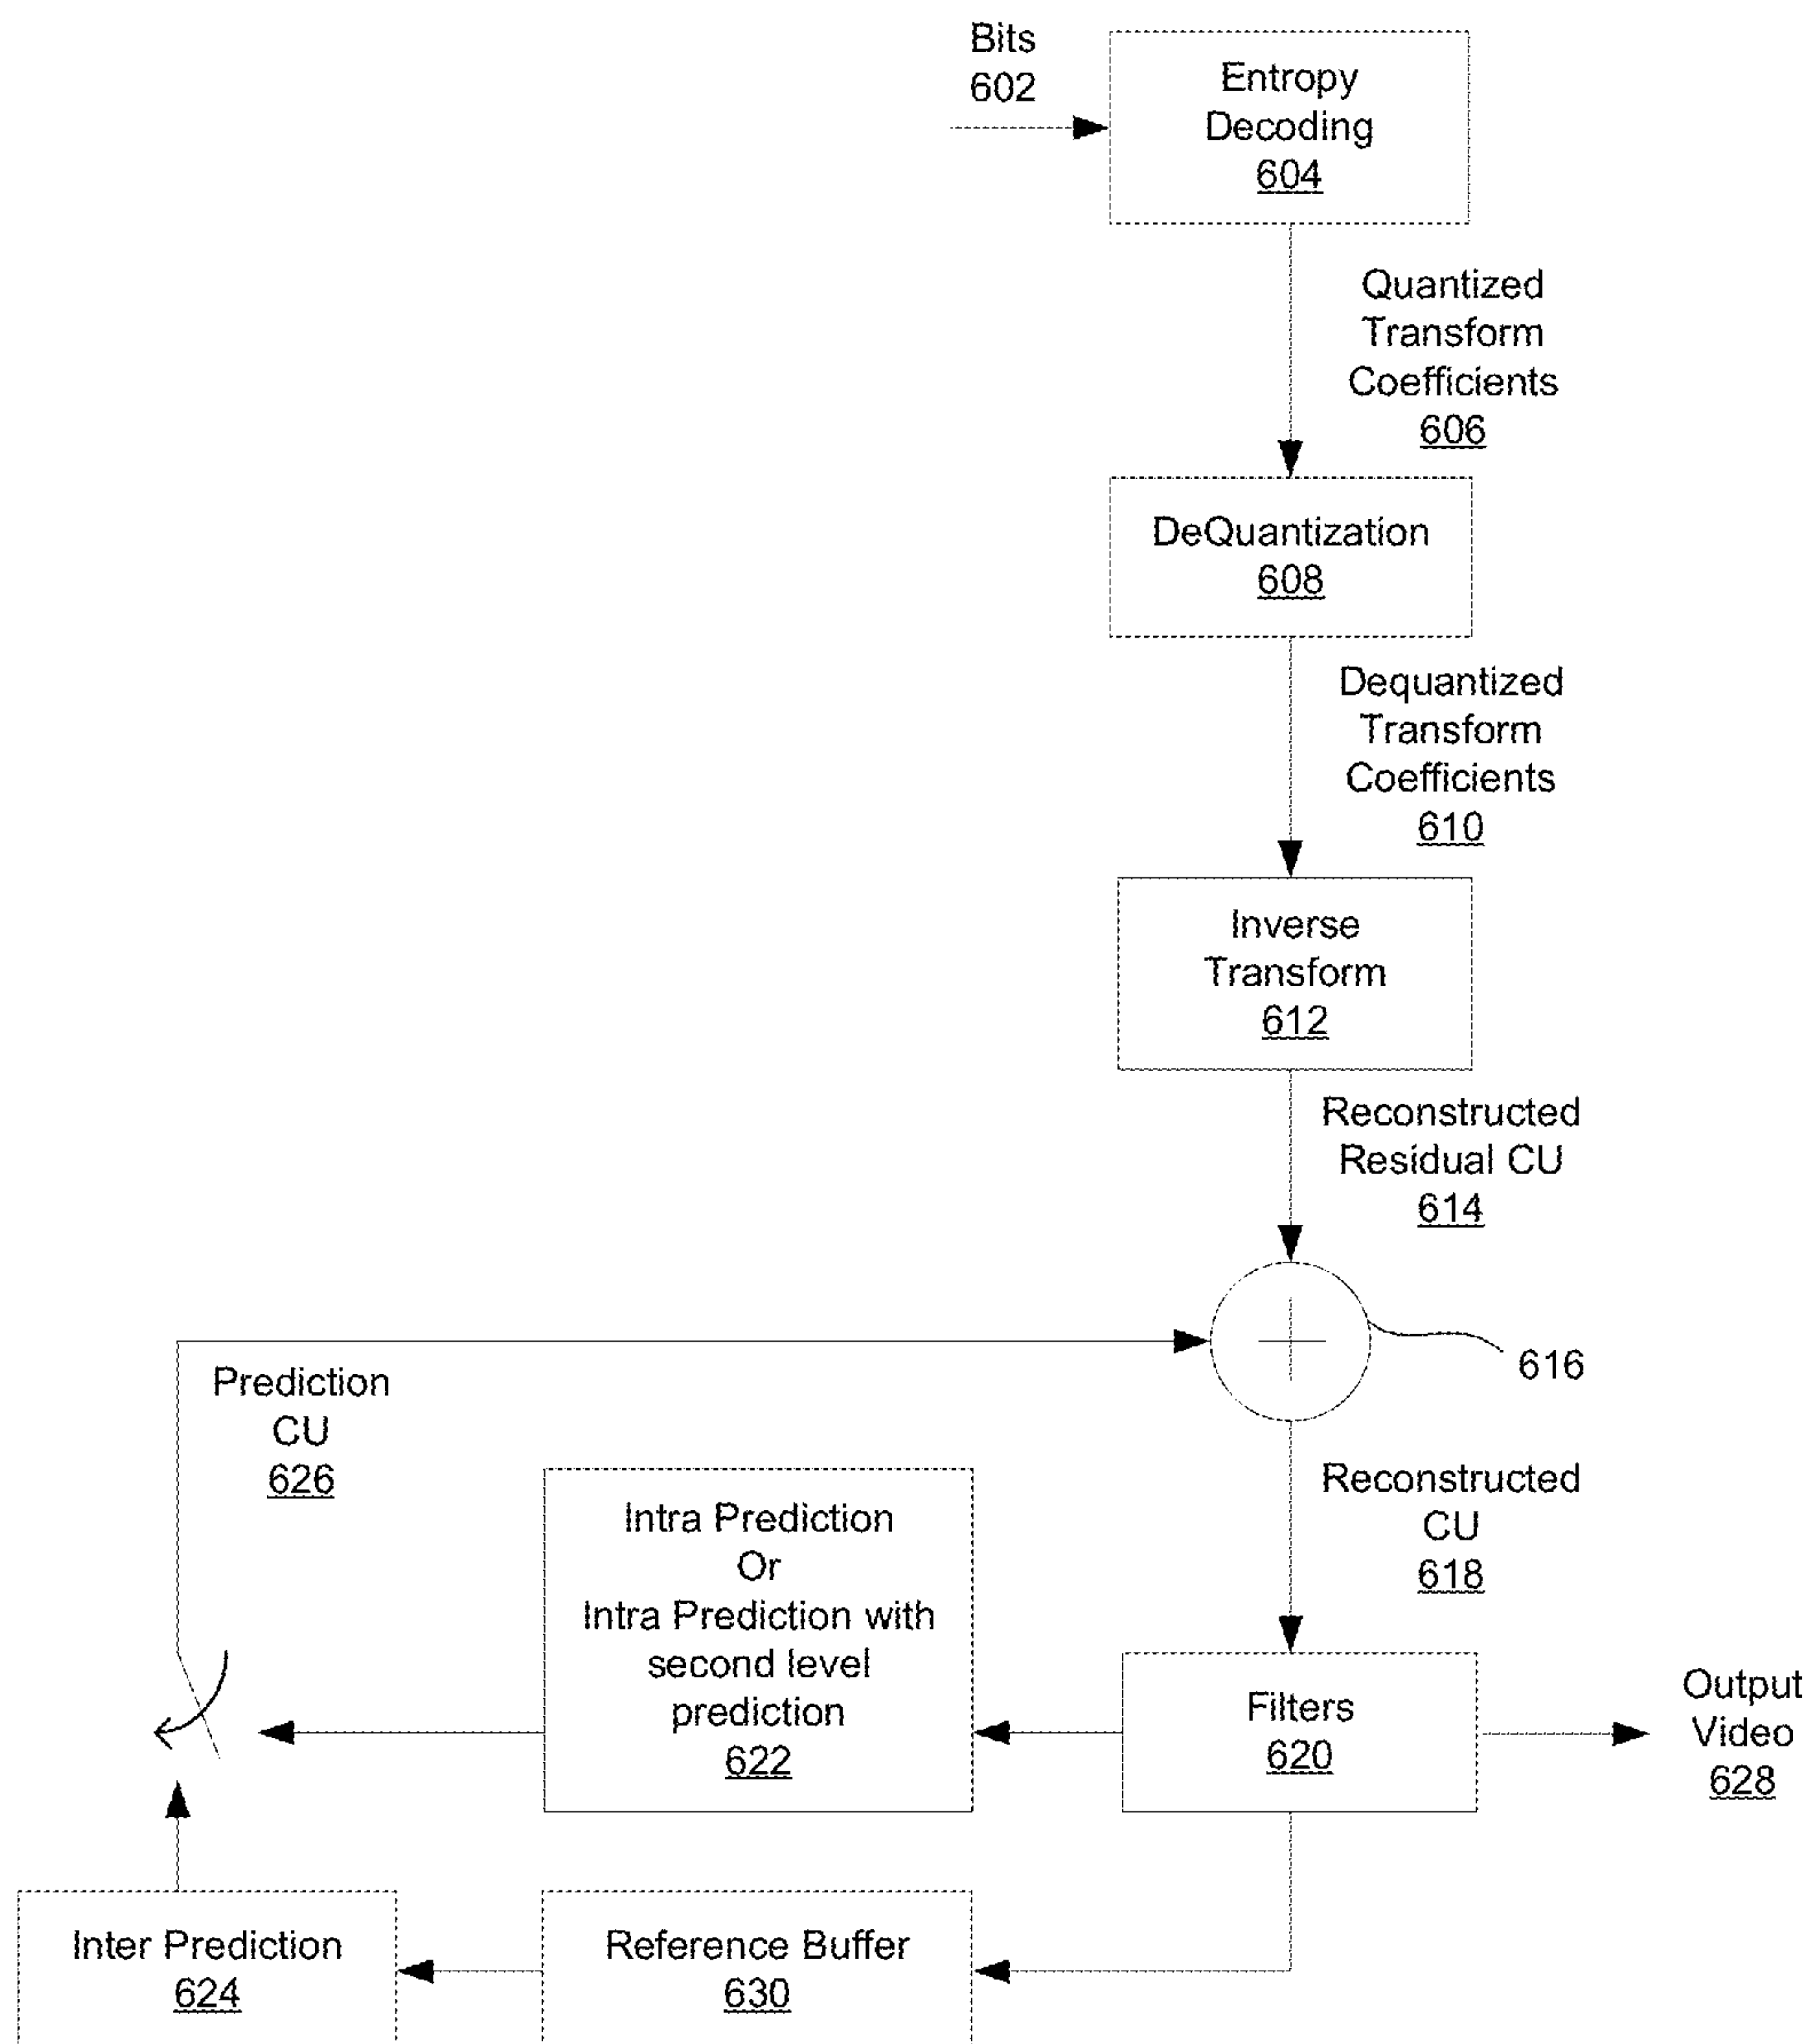 Bits
602
Entropy
Decoding
604
Quantized
Transform
Coefficients
606
DeQuantization
608
Dequantized
Transform
Coefficients
610
Inverse
Transform
612
Reconstructed
Residual CU
614
616
Prediction
CU
626
Reconstructed
CU
618
Intra Prediction
Or
Intra Prediction with
second level
prediction
622
Filters
620
Output
Video
628
Inter Prediction
624
Reference Buffer
630